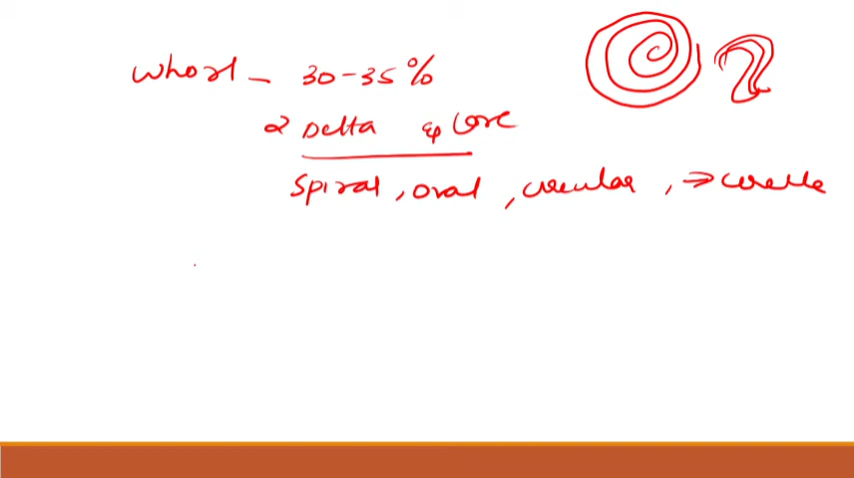 whorl - 30-35%
2 Delta & Core
Spiral, oval, circular, →